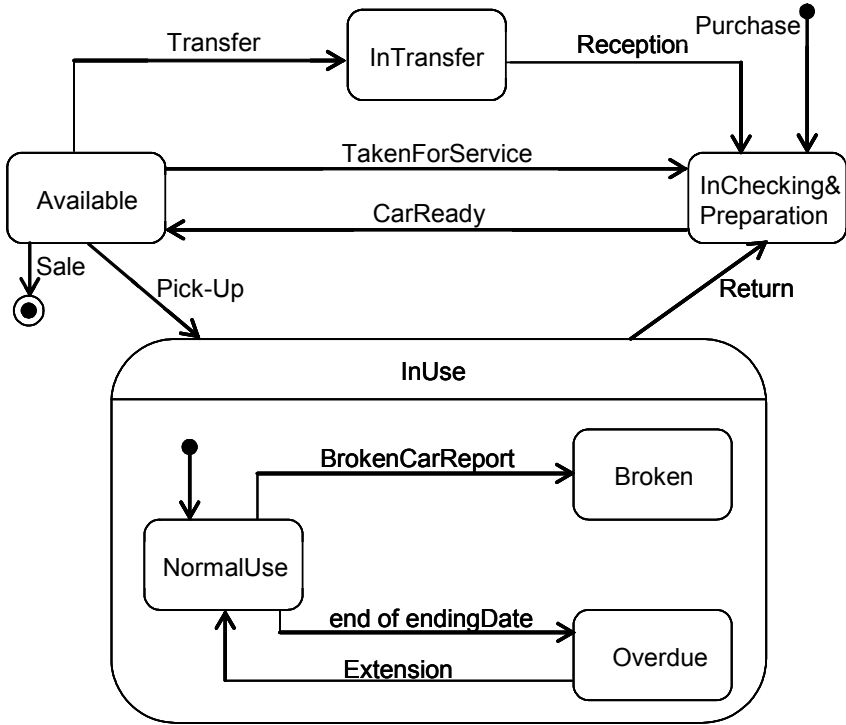 Purchase
Transfer
InTransfer
Reception
TakenForService
Available
InChecking&
Preparation
CarReady
Sale
Pick-Up
Return
InUse
BrokenCarReport
Broken
NormalUse
end of endingDate
Extension
Overdue